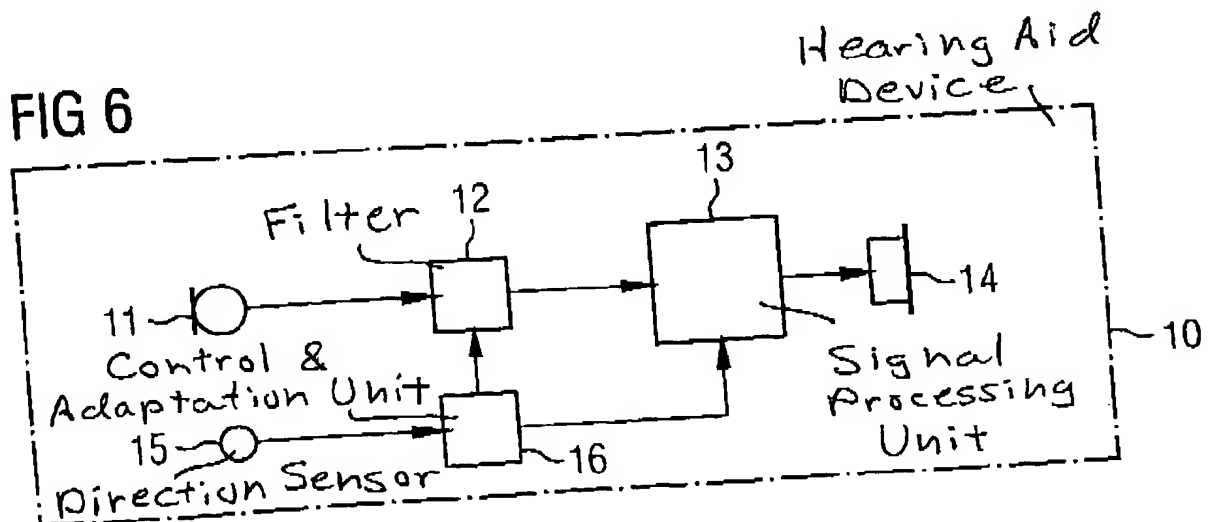 FIG 6
Hearing Aid
Device
13
12
Filter
14
11
10
Control &
Adaptation Unit
Signal
Processing
Unit
15
16
Direction Sensor